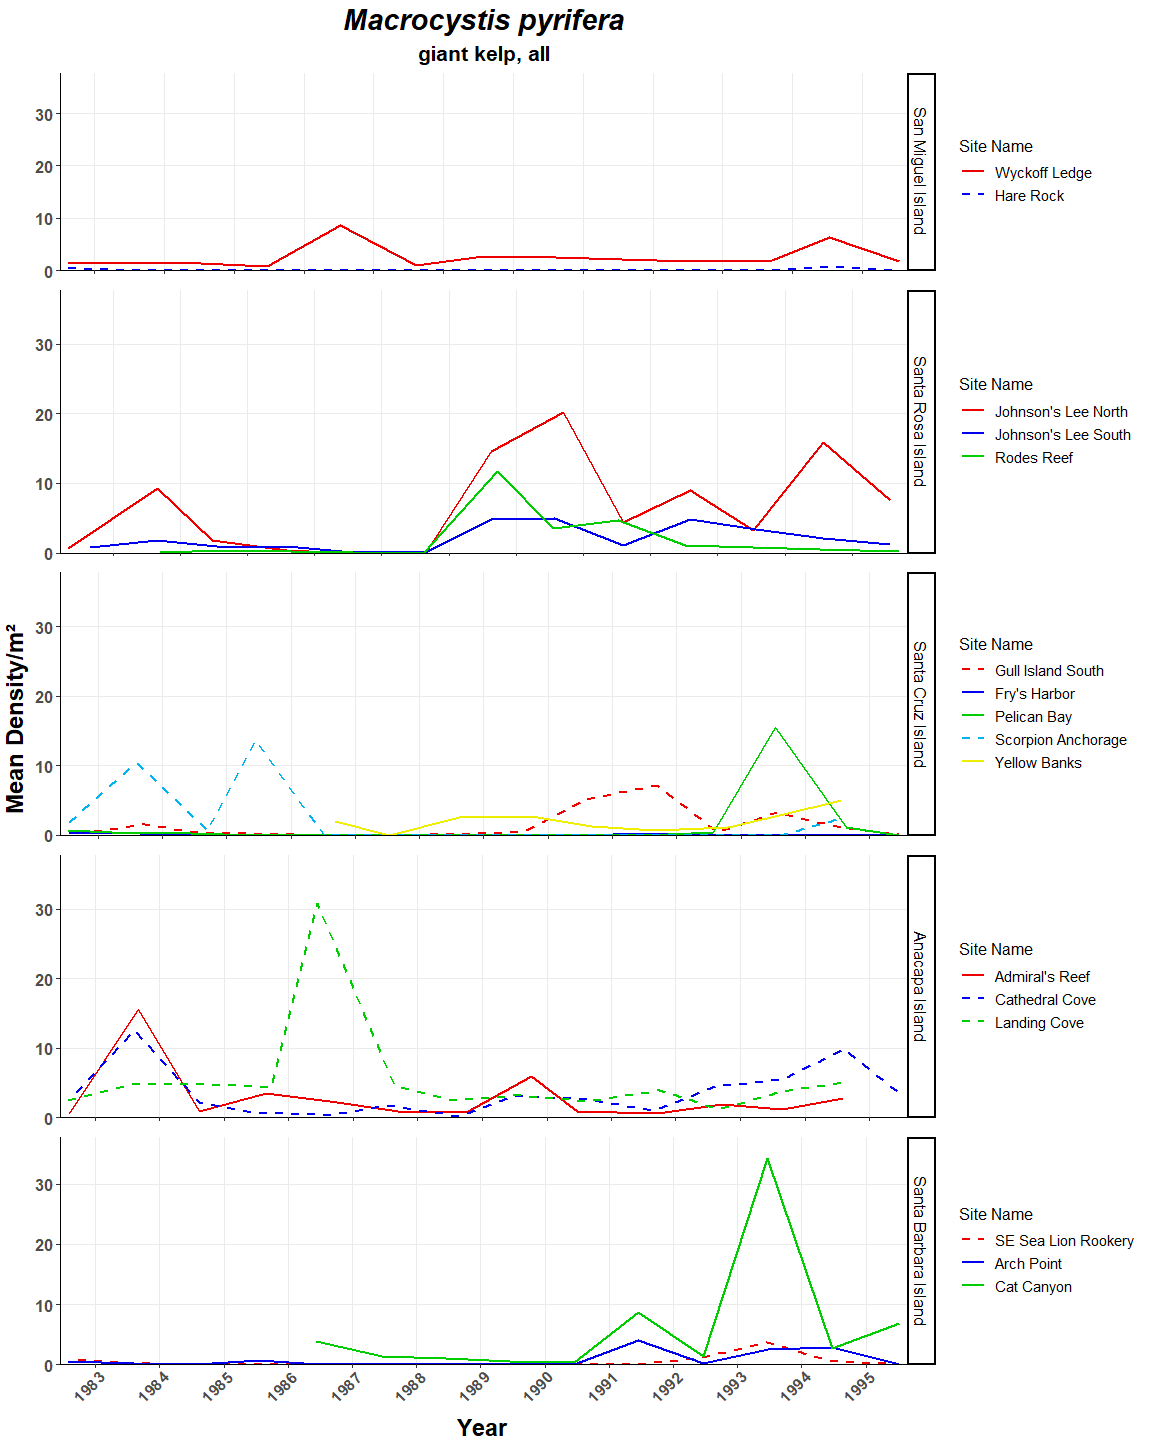 Macrocystis pyrifera
giant kelp, all
Mean Density/m²
30
20
10
0
San Miguel Island
Site Name
Wyckoff Ledge
Hare Rock
30
20
10
0
Santa Rosa Island
Site Name
Johnson's Lee North
Johnson's Lee South
Rodes Reef
30
20
10
0
Santa Cruz Island
Site Name
Gull Island South
Fry's Harbor
Pelican Bay
Scorpion Anchorage
Yellow Banks
30
20
10
0
Anacapa Island
Site Name
Admiral's Reef
Cathedral Cove
Landing Cove
30
20
10
0
Santa Barbara Island
Site Name
SE Sea Lion Rookery
Arch Point
Cat Canyon
1983 1984 1985 1986 1987 1988 1989 1990 1991 1992 1993 1994 1995
Year